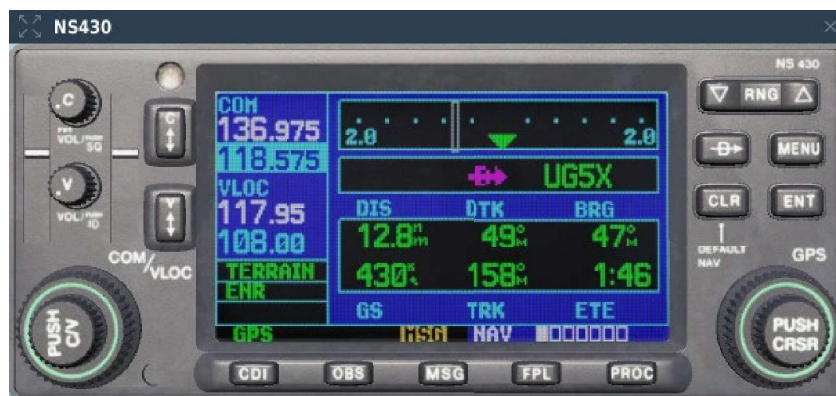 NS430
NS 430
C
PWR VOL/PUSH SQ
C
V
VOL/PUSH ID
V
COM/VLOC
PUSH C/V
COM
136.975
118.575
VLOC
117.95
108.00
TERRAIN
ENR
GPS
2.0 2.0
D UG5X
DIS DTK BRG
12.8nm 49°M 47°M
430K 158°M 1:46
GS TRK ETE
MSG NAV
RNG
D MENU
CLR ENT
DEFAULT NAV
GPS
PUSH CRSR
CDI OBS MSG FPL PROC